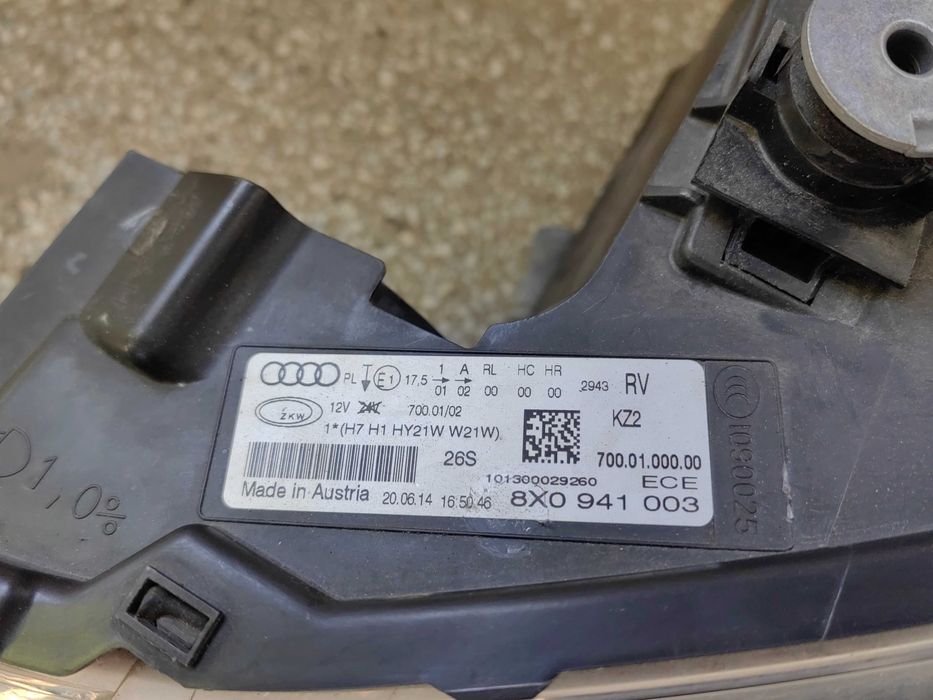 PL E1 17,5 1 A RL HC HR 2943 RV
01 02 00 00 00
ZKW 12V 24V 700.01/02 KZ2
1*(H7 H1 HY21W W21W)
26S 700.01.000.00
101300029260 ECE
Made in Austria 20.06.14 16:50:46 8X0 941 003
1090025
1,0%